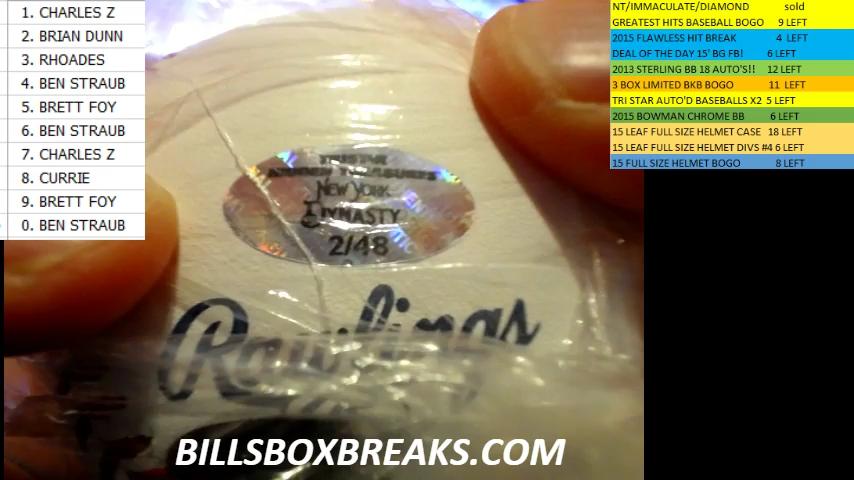 1. CHARLES Z
2. BRIAN DUNN
3. RHOADES
4. BEN STRAUB
5. BRETT FOY
6. BEN STRAUB
7. CHARLES Z
8. CURRIE
9. BRETT FOY
0. BEN STRAUB
TRISTAR
HIDDEN TREASURES
NEW YORK
DYNASTY
2/48
Rawlings
BILLSBOXBREAKS.COM
NT/IMMACULATE/DIAMOND sold
GREATEST HITS BASEBALL BOGO 9 LEFT
2015 FLAWLESS HIT BREAK 4 LEFT
DEAL OF THE DAY 15' BG FB! 6 LEFT
2013 STERLING BB 18 AUTO'S!! 12 LEFT
3 BOX LIMITED BKB BOGO 11 LEFT
TRI STAR AUTO'D BASEBALLS X2 5 LEFT
2015 BOWMAN CHROME BB 6 LEFT
15 LEAF FULL SIZE HELMET CASE 18 LEFT
15 LEAF FULL SIZE HELMET DIVS #4 6 LEFT
15 FULL SIZE HELMET BOGO 8 LEFT